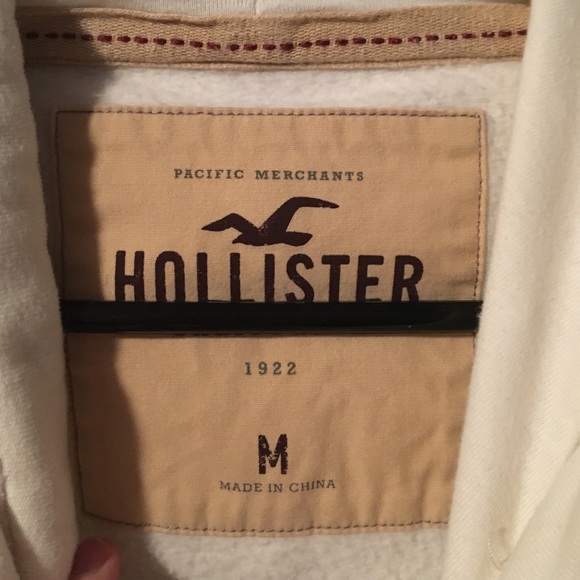 PACIFIC MERCHANTS
HOLLISTER
1922
M
MADE IN CHINA